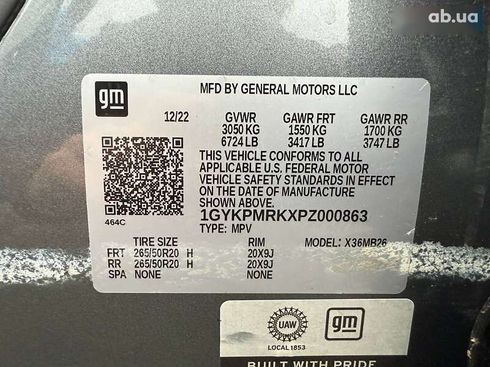 av.ua
gm
MFD BY GENERAL MOTORS LLC
12/22 GVWR GAWR FRT GAWR RR
3050 KG 1550 KG 1700 KG
6724 LB 3417 LB 3747 LB
THIS VEHICLE CONFORMS TO ALL
APPLICABLE U.S. FEDERAL MOTOR
VEHICLE SAFETY STANDARDS IN EFFECT
ON THE DATE OF MANUFACTURE
SHOWN ABOVE.
1GYKPMRKXPZ000863
464C
TYPE: MPV
TIRE SIZE RIM MODEL: X36MB26
FRT 265/50R20 H 20X9J
RR 265/50R20 H 20X9J
SPA NONE NONE
UAW gm
LOCAL 1853
BUILT WITH PRIDE